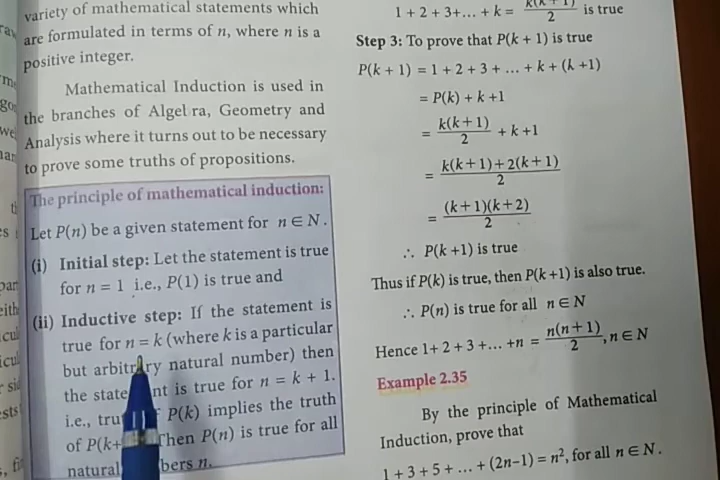 variety of mathematical statements which
are formulated in terms of n, where n is a
positive integer.
Mathematical Induction is used in
the branches of Algel ra, Geometry and
Analysis where it turns out to be necessary
to prove some truths of propositions.
The principle of mathematical induction:
Let P(n) be a given statement for n ∈ N.
(i) Initial step: Let the statement is true
for n = 1 i.e., P(1) is true and
(ii) Inductive step: If the statement is
true for n = k (where k is a particular
but arbitrary natural number) then
the state nt is true for n = k + 1.
i.e., tru P(k) implies the truth
of P(k+ Then P(n) is true for all
natural bers n.
1 + 2 + 3+... + k = k(k+1)/2 is true
Step 3: To prove that P(k + 1) is true
P(k + 1) = 1 + 2 + 3 + ... + k + (k +1)
= P(k) + k +1
= k(k+1)/2 + k +1
= k(k+1)+2(k+1)/2
= (k+1)(k+2)/2
∴ P(k +1) is true
Thus if P(k) is true, then P(k +1) is also true.
∴ P(n) is true for all n ∈ N
Hence 1+ 2 + 3 +... +n = n(n+1)/2, n ∈ N
Example 2.35
By the principle of Mathematical
Induction, prove that
1 + 3 + 5 + ... + (2n−1) = n², for all n ∈ N.